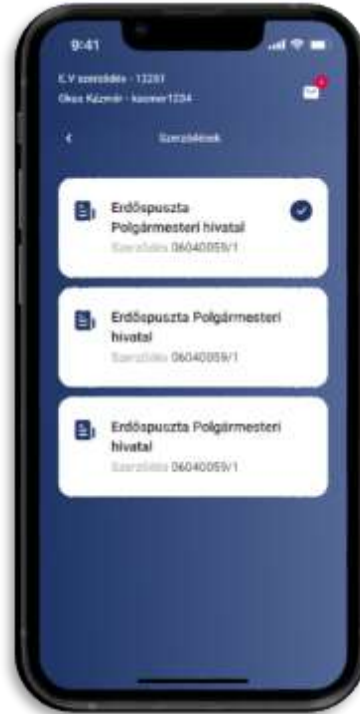 9:41
K.V szerződés - 13201
Okos Kázmér - kazmer1234
Szerződések
Erdőspuszta
Polgármesteri hivatal
Szerződés 06040059/1
Erdőspuszta Polgármesteri
hivatal
Szerződés 06040059/1
Erdőspuszta Polgármesteri
hivatal
Szerződés 06040059/1